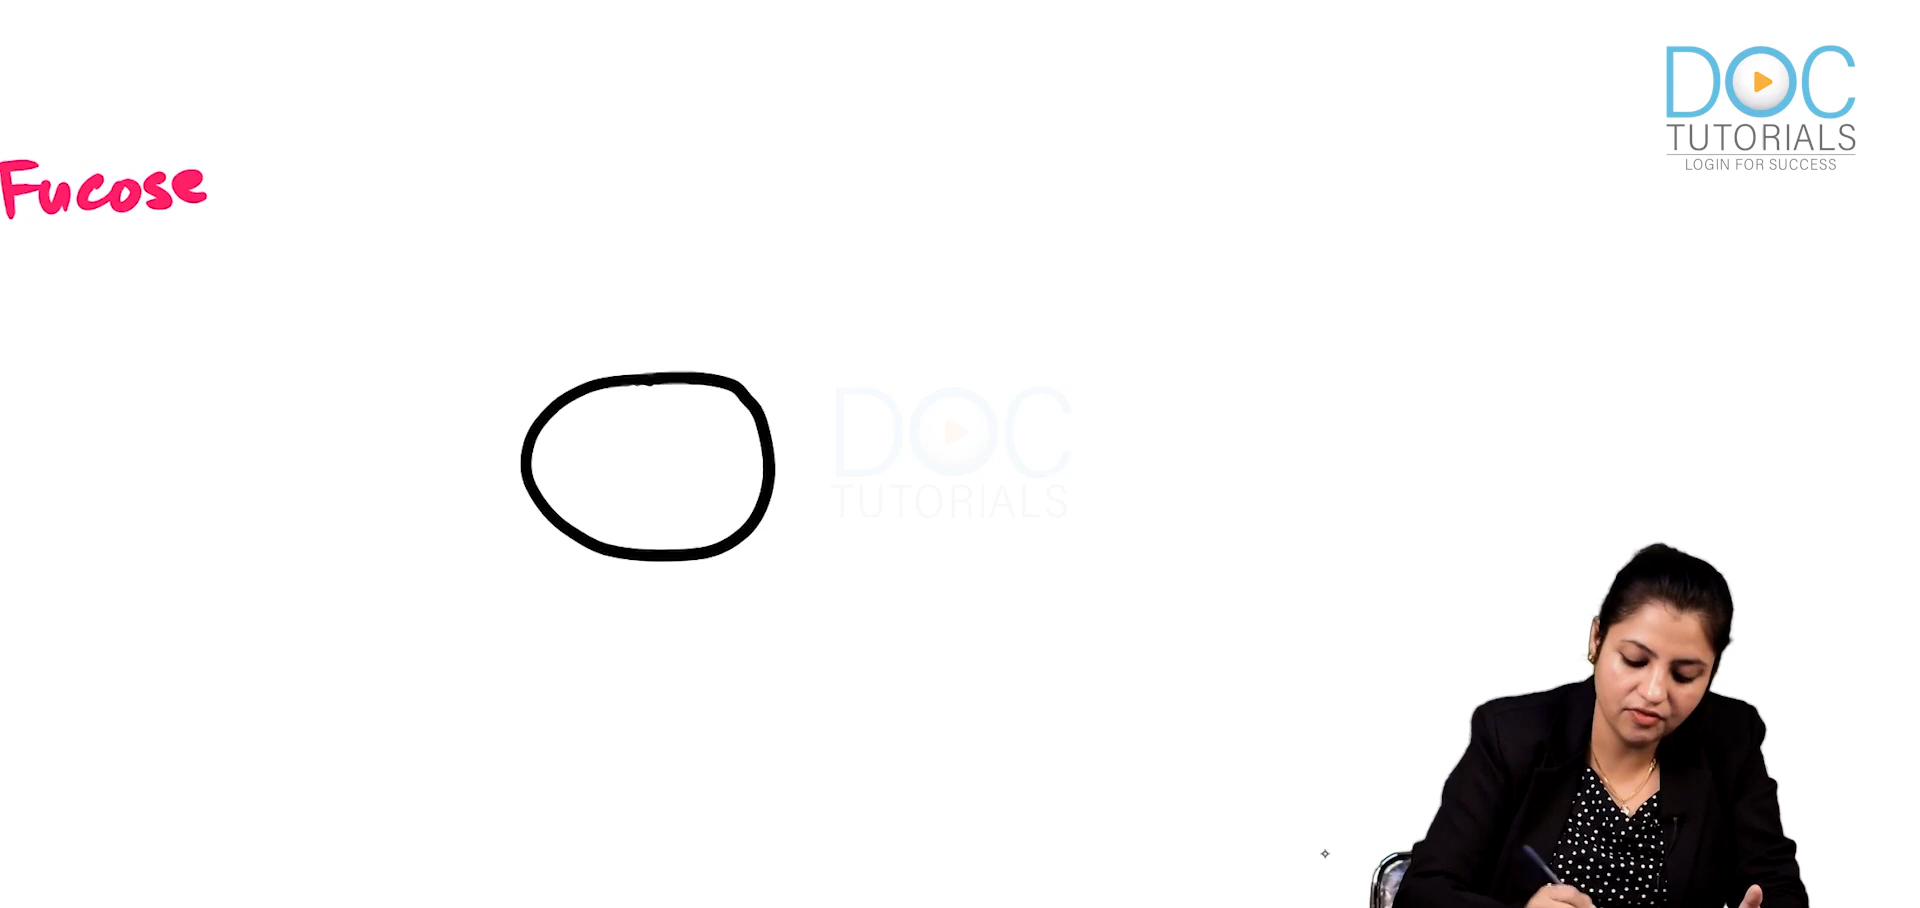 DOC
TUTORIALS
LOGIN FOR SUCCESS
Fucose
DOC
TUTORIALS